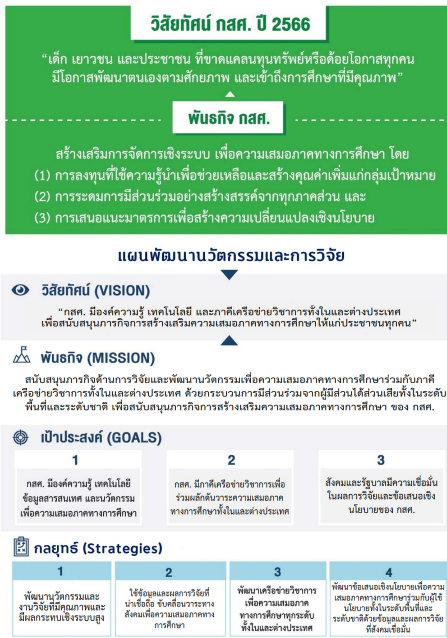 วิสัยทัศน์ กสศ. ปี 2566
“เด็ก เยาวชน และประชาชน ที่ขาดแคลนทุนทรัพย์หรือด้อยโอกาสทุกคน
มีโอกาสพัฒนาตนเองตามศักยภาพ และเข้าถึงการศึกษาที่มีคุณภาพ”
พันธกิจ กสศ.
สร้างเสริมการจัดการเชิงระบบ เพื่อความเสมอภาคทางการศึกษา โดย
(1) การลงทุนที่ใช้ความรู้นำเพื่อช่วยเหลือและสร้างคุณค่าเพิ่มแก่กลุ่มเป้าหมาย
(2) การระดมการมีส่วนร่วมอย่างสร้างสรรค์จากทุกภาคส่วน และ
(3) การเสนอแนะมาตรการเพื่อสร้างความเปลี่ยนแปลงเชิงนโยบาย
แผนพัฒนานวัตกรรมและการวิจัย
วิสัยทัศน์ (VISION)
“กสศ. มีองค์ความรู้ เทคโนโลยี และภาคีเครือข่ายวิชาการทั้งในและต่างประเทศ
เพื่อสนับสนุนภารกิจการสร้างเสริมความเสมอภาคทางการศึกษาให้แก่ประชาชนทุกคน”
พันธกิจ (MISSION)
สนับสนุนภารกิจด้านการวิจัยและพัฒนานวัตกรรมเพื่อความเสมอภาคทางการศึกษาร่วมกับภาคี
เครือข่ายวิชาการทั้งในและต่างประเทศ ด้วยกระบวนการมีส่วนร่วมจากผู้มีส่วนได้ส่วนเสียทั้งในระดับ
พื้นที่และระดับชาติ เพื่อสนับสนุนภารกิจการสร้างเสริมความเสมอภาคทางการศึกษา ของ กสศ.
เป้าประสงค์ (GOALS)
1
กสศ. มีองค์ความรู้ เทคโนโลยี
ข้อมูลสารสนเทศ และนวัตกรรม
เพื่อความเสมอภาคทางการศึกษา
2
กสศ. มีภาคีเครือข่ายวิชาการเพื่อ
ร่วมผลักดันวาระความเสมอภาค
ทางการศึกษาทั้งในและต่างประเทศ
3
สังคมและรัฐบาลมีความเชื่อมั่น
ในผลการวิจัยและข้อเสนอเชิง
นโยบายของ กสศ.
กลยุทธ์ (Strategies)
1
พัฒนานวัตกรรมและ
งานวิจัยที่มีคุณภาพและ
มีผลกระทบเชิงระบบสูง
2
ใช้ข้อมูลและผลการวิจัยที่
น่าเชื่อถือ ขับเคลื่อนวาระทาง
สังคมเพื่อความเสมอภาคทาง
การศึกษา
3
พัฒนาเครือข่ายวิชาการ
เพื่อความเสมอภาค
ทางการศึกษาทุกระดับ
ทั้งในและต่างประเทศ
4
พัฒนาข้อเสนอเชิงนโยบายเพื่อความ
เสมอภาคทางการศึกษาร่วมกับผู้ใช้
นโยบายทั้งในระดับพื้นที่และ
ระดับชาติด้วยข้อมูลและผลการวิจัย
ที่สังคมเชื่อมั่น